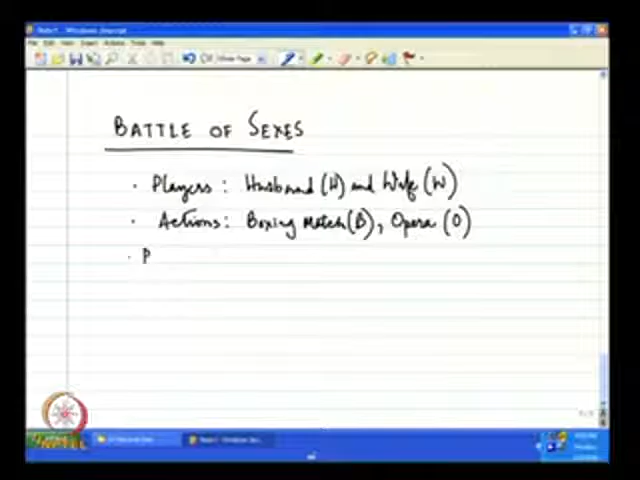 BATTLE OF SEXES
· Players : Husband (H) and Wife (W)
· Actions : Boxing Match (B), Opera (O)
· P